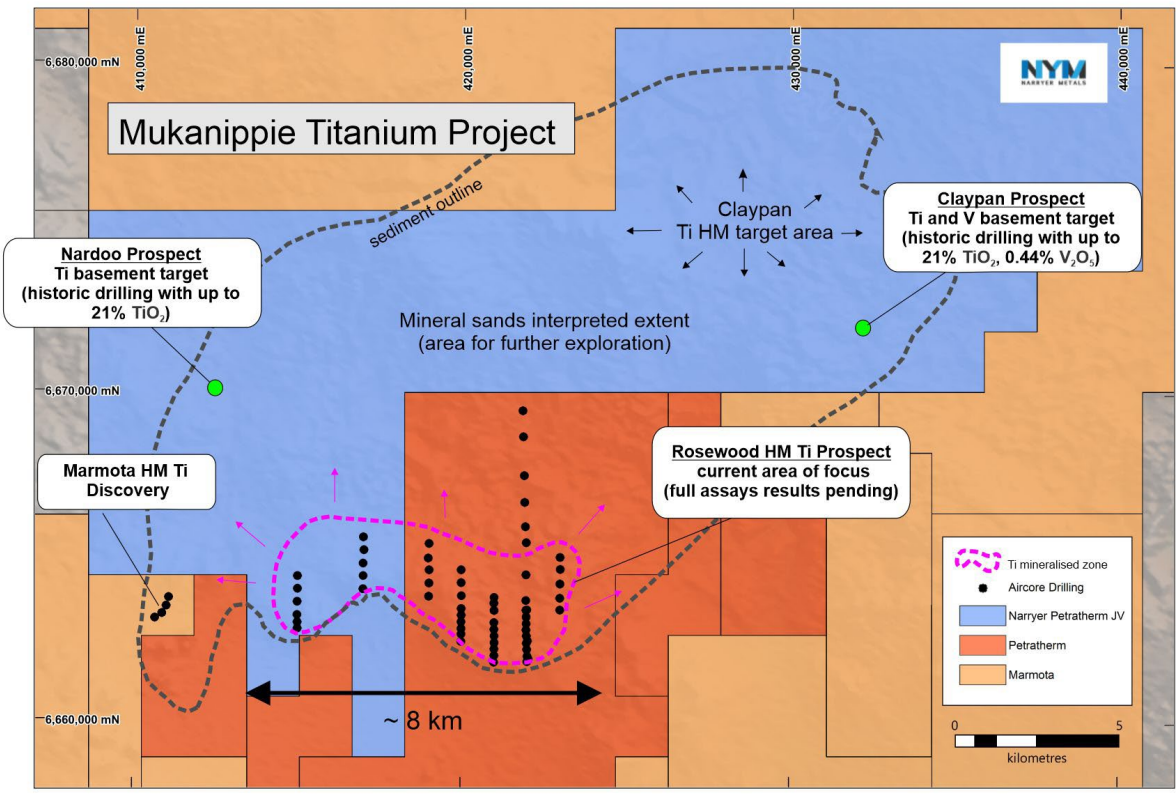 410,000 mE
420,000 mE
430,000 mE
440,000 mE
6,680,000 mN
NYM
NARRYER METALS
Mukanippie Titanium Project
sediment outline
Claypan
Ti HM target area
Claypan Prospect
Ti and V basement target
(historic drilling with up to
21% TiO₂, 0.44% V₂O₅)
Nardoo Prospect
Ti basement target
(historic drilling with up to
21% TiO₂)
Mineral sands interpreted extent
(area for further exploration)
6,670,000 mN
Marmota HM Ti
Discovery
Rosewood HM Ti Prospect
current area of focus
(full assays results pending)
Ti mineralised zone
Aircore Drilling
Narryer Petratherm JV
Petratherm
Marmota
6,660,000 mN
~ 8 km
0
5
kilometres